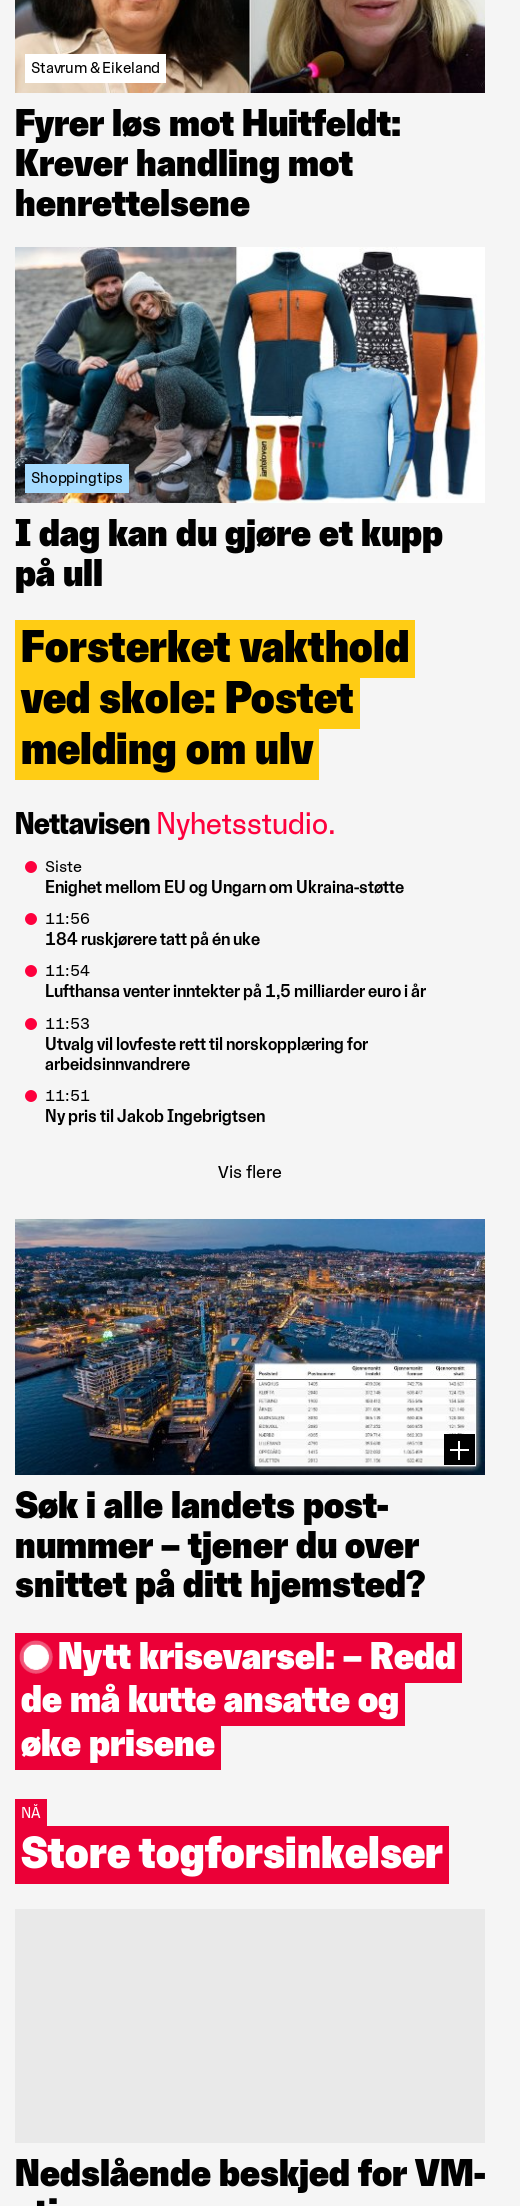 Stavrum & Eikeland
Fyrer løs mot Huitfeldt:
Krever handling mot
henrettelsene
Shoppingtips
I dag kan du gjøre et kupp
på ull
Forsterket vakthold
ved skole: Postet
melding om ulv
Nettavisen Nyhetsstudio.
Siste
Enighet mellom EU og Ungarn om Ukraina-støtte
11:56
184 ruskjørere tatt på én uke
11:54
Lufthansa venter inntekter på 1,5 milliarder euro i år
11:53
Utvalg vil lovfeste rett til norskopplæring for
arbeidsinnvandrere
11:51
Ny pris til Jakob Ingebrigtsen
Vis flere
Søk i alle landets post-
nummer – tjener du over
snittet på ditt hjemsted?
Nytt krisevarsel: – Redd
de må kutte ansatte og
øke prisene
NÅ
Store togforsinkelser
Nedslående beskjed for VM-